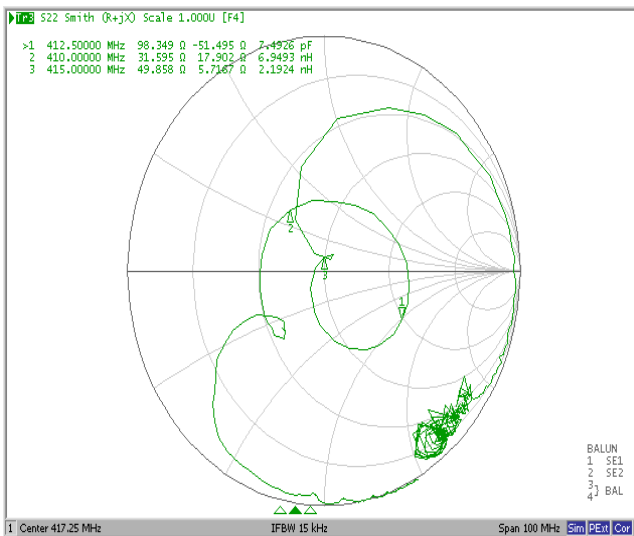 Tr3 S22 Smith (R+jX) Scale 1.000U [F4]
>1 412.50000 MHz 98.349 Ω -51.495 Ω 7.4926 pF
2 410.00000 MHz 31.595 Ω 17.902 Ω 6.9493 nH
3 415.00000 MHz 49.858 Ω 5.7167 Ω 2.1924 nH
2
3
1
BALUN
1 SE1
2 SE2
3
4 ] BAL
1 Center 417.25 MHz IFBW 15 kHz Span 100 MHz Sim PExt Cor